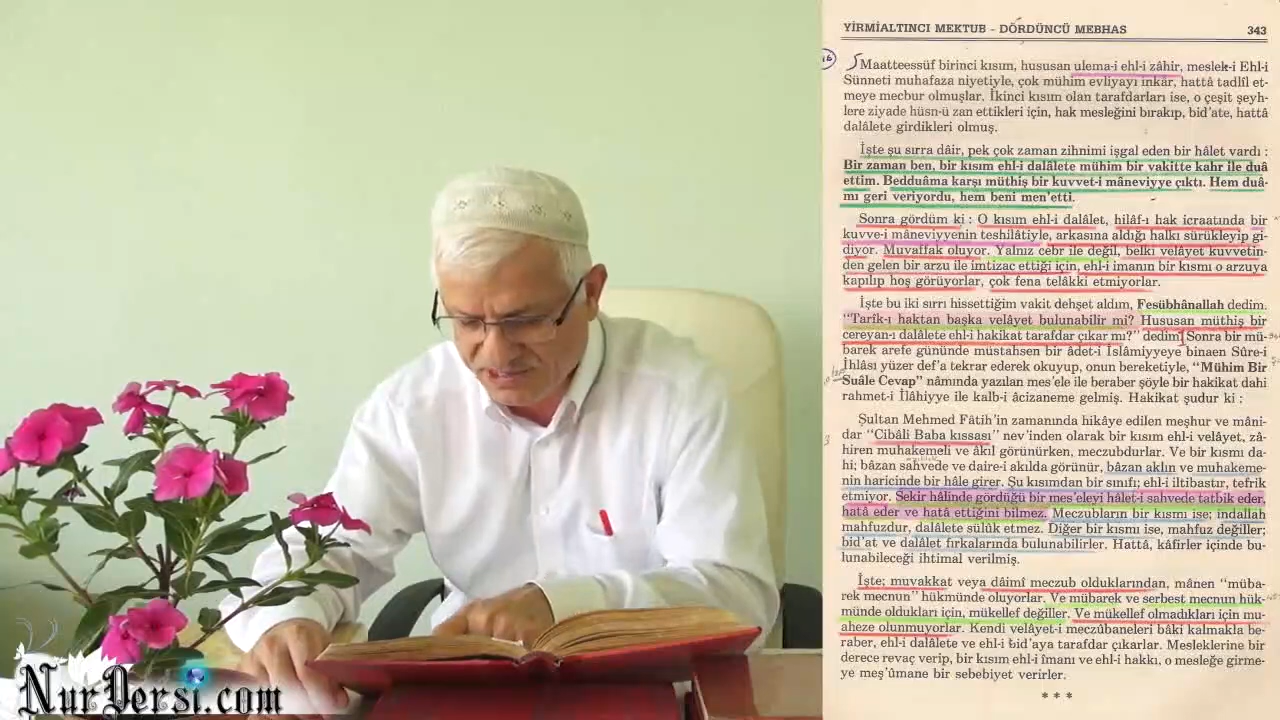 YİRMİALTINCI MEKTUB - DÖRDÜNCÜ MEBHAS 343
Maatteessüf birinci kısım, hususan ulema-i ehl-i zâhir, meslek-i Ehl-i
Sünneti muhafaza niyetiyle, çok mühim evliyayı inkâr, hattâ tadlîl et-
meye mecbur olmuşlar. İkinci kısım olan tarafdarları ise, o çeşit şeyh-
lere ziyade hüsn-ü zan ettikleri için, hak mesleğini bırakıp, bid'ate, hattâ
dalâlete girdikleri olmuş.
İşte şu sırra dâir, pek çok zaman zihnimi işgal eden bir hâlet vardı :
Bir zaman ben, bir kısım ehl-i dalâlete mühim bir vakitte kahr ile duâ
ettim. Bedduâma karşı müthiş bir kuvvet-i mâneviyye çıktı. Hem duâ-
mı geri veriyordu, hem beni men'etti.
Sonra gördüm ki : O kısım ehl-i dalâlet, hilâf-ı hak icraatında bir
kuvve-i mâneviyyenin teshilâtiyle, arkasına aldığı halkı sürükleyip gi-
diyor. Muvaffak oluyor. Yalnız cebr ile değil, belki velâyet kuvvetin-
den gelen bir arzu ile imtizac ettiği için, ehl-i imanın bir kısmı o arzuya
kapılıp hoş görüyorlar, çok fena telâkki etmiyorlar.
İşte bu iki sırrı hissettiğim vakit dehşet aldım, Fesübhânallah dedim.
"Tarîk-ı haktan başka velâyet bulunabilir mi? Hususan müthiş bir
cereyan-ı dalâlete ehl-i hakikat tarafdar çıkar mı?" dedim. Sonra bir mü-
barek arefe gününde müstahsen bir âdet-i İslâmiyyeye binaen Sûre-i
İhlâsı yüzer def'a tekrar ederek okuyup, onun bereketiyle, "Mühim Bir
Suâle Cevap" nâmında yazılan mes'ele ile beraber şöyle bir hakikat dahi
rahmet-i İlâhiyye ile kalb-i âcizaneme gelmiş. Hakikat şudur ki :
Sultan Mehmed Fâtih'in zamanında hikâye edilen meşhur ve mâni-
dar "Cibâli Baba kıssası" nev'inden olarak bir kısım ehl-i velâyet, zâ-
hiren muhakemeli ve âkıl görünürken, meczubdurlar. Ve bir kısmı da-
hi; bâzan sahvede ve daire-i akılda görünür, bâzan aklın ve muhakeme-
nin haricinde bir hâle girer. Şu kısımdan bir sınıfı; ehl-i iltibastır, tefrik
etmiyor. Sekir hâlinde gördüğü bir mes'eleyi hâlet-i sahvede tatbik eder,
hatâ eder ve hatâ ettiğini bilmez. Meczubların bir kısmı ise; indallah
mahfuzdur, dalâlete sülûk etmez. Diğer bir kısmı ise, mahfuz değiller;
bid'at ve dalâlet fırkalarında bulunabilirler. Hattâ, kâfirler içinde bu-
lunabileceği ihtimal verilmiş.
İşte; muvakkat veya dâimî meczub olduklarından, mânen "müba-
rek mecnun" hükmünde oluyorlar. Ve mübarek ve serbest mecnun hük-
münde oldukları için, mükellef değiller. Ve mükellef olmadıkları için mu-
aheze olunmuyorlar. Kendi velâyet-i meczûbaneleri bâki kalmakla be-
raber, ehl-i dalâlete ve ehl-i bid'aya tarafdar çıkarlar. Mesleklerine bir
derece revaç verip, bir kısım ehl-i îmanı ve ehl-i hakkı, o mesleğe girme-
ye meş'ûmane bir sebebiyet verirler.
* * *
NurDersi.com